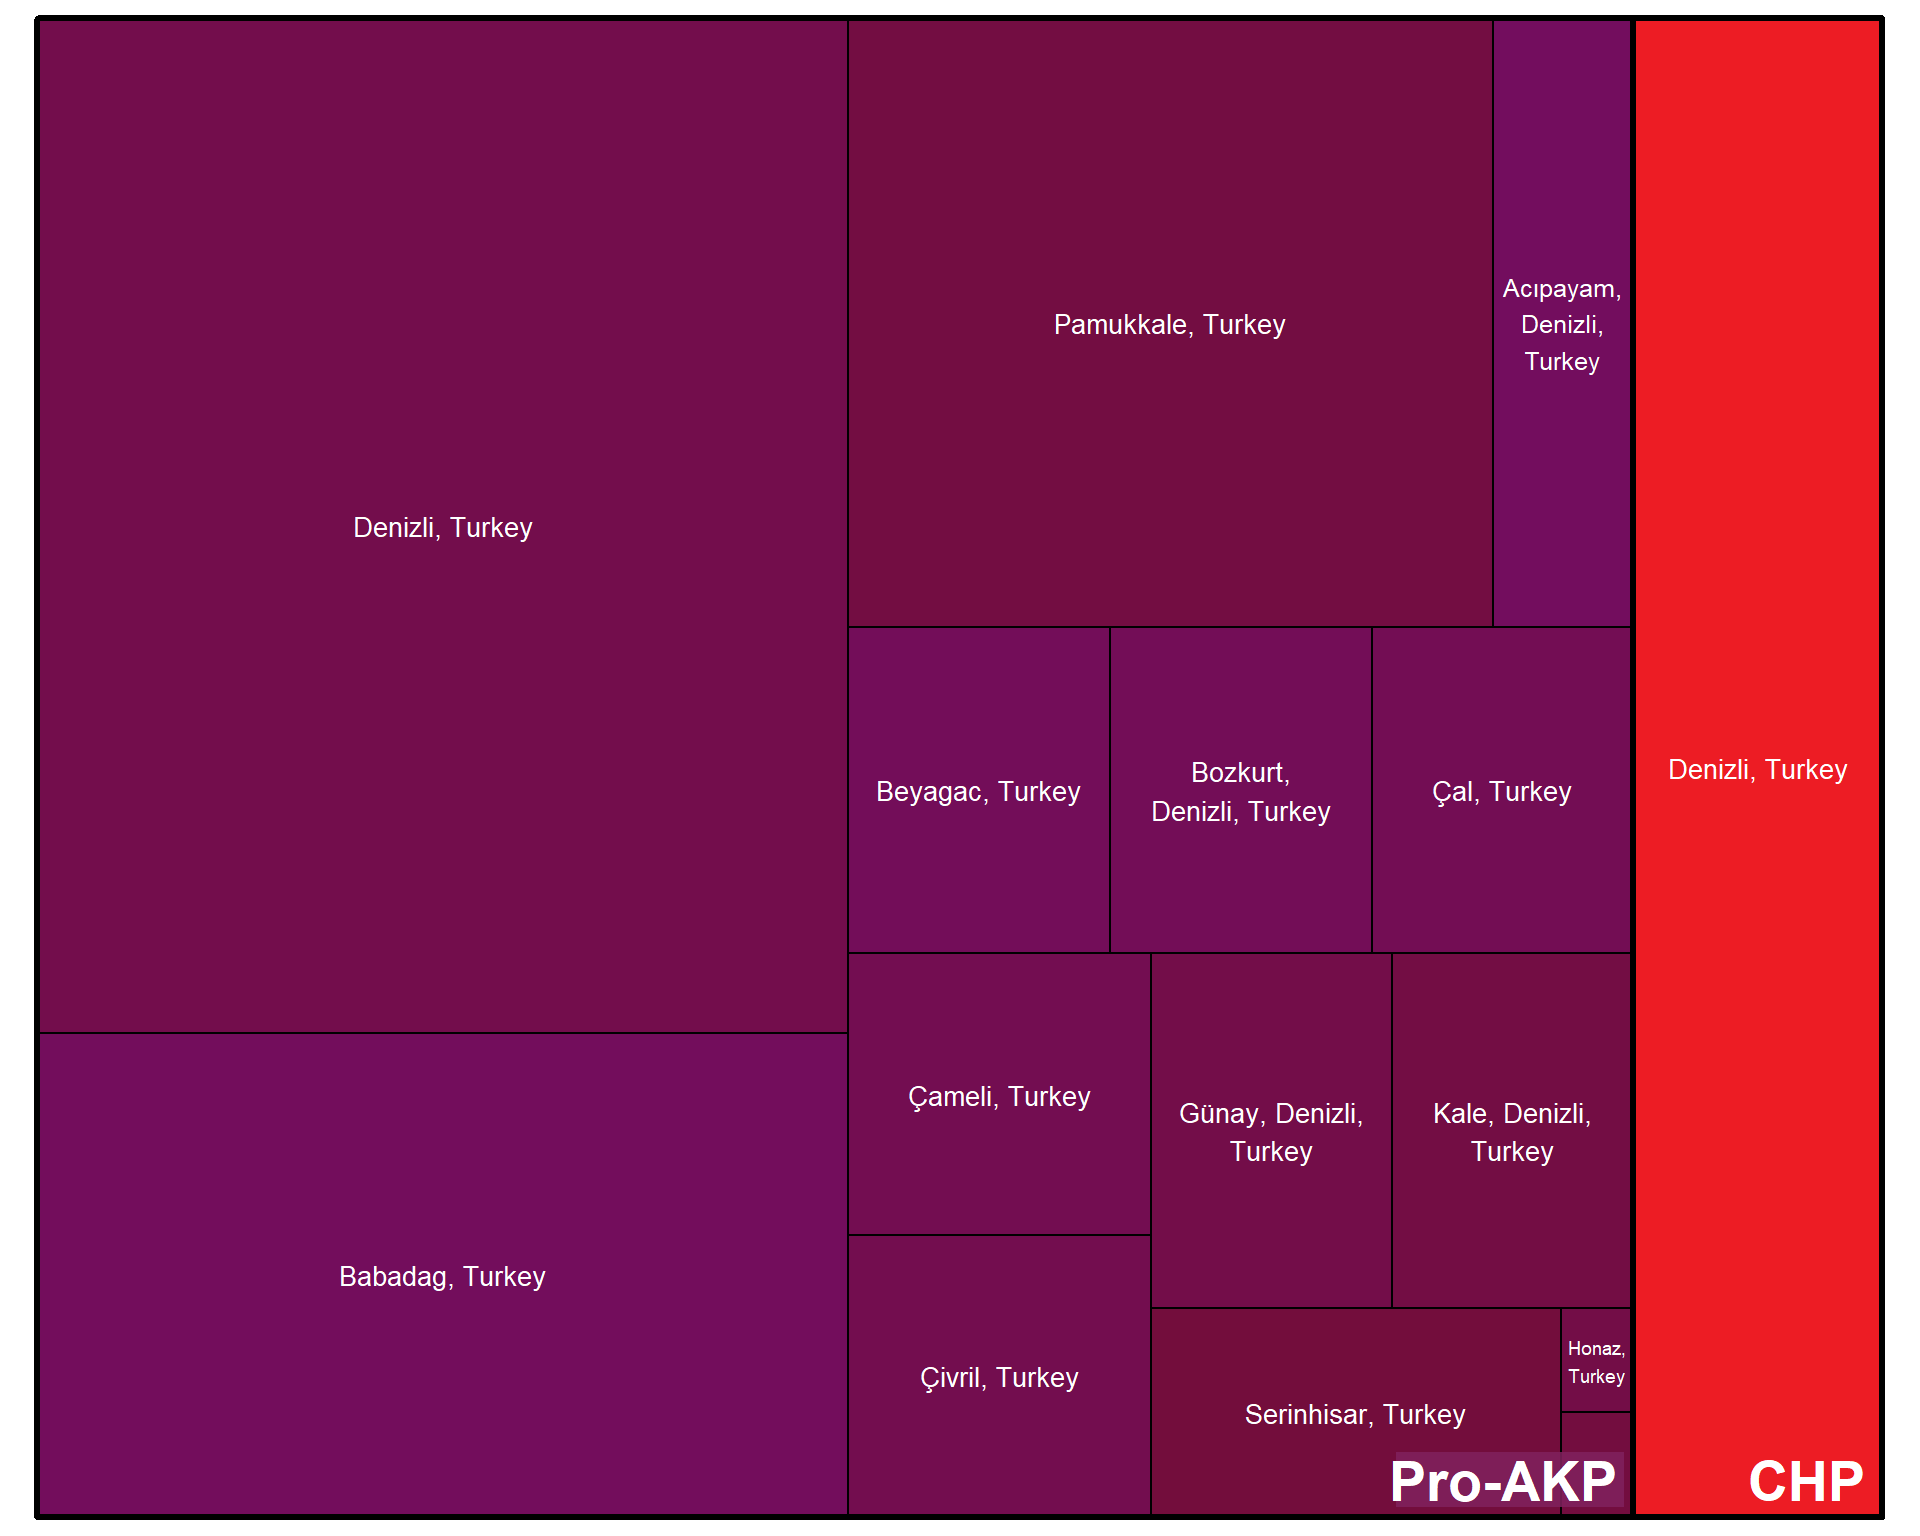 Denizli, Turkey
Pamukkale, Turkey
Acıpayam,
Denizli,
Turkey
Beyagac, Turkey
Bozkurt,
Denizli, Turkey
Çal, Turkey
Denizli, Turkey
Babadag, Turkey
Çameli, Turkey
Günay, Denizli,
Turkey
Kale, Denizli,
Turkey
Çivril, Turkey
Serinhisar, Turkey
Honaz,
Turkey
Pro-AKP
CHP